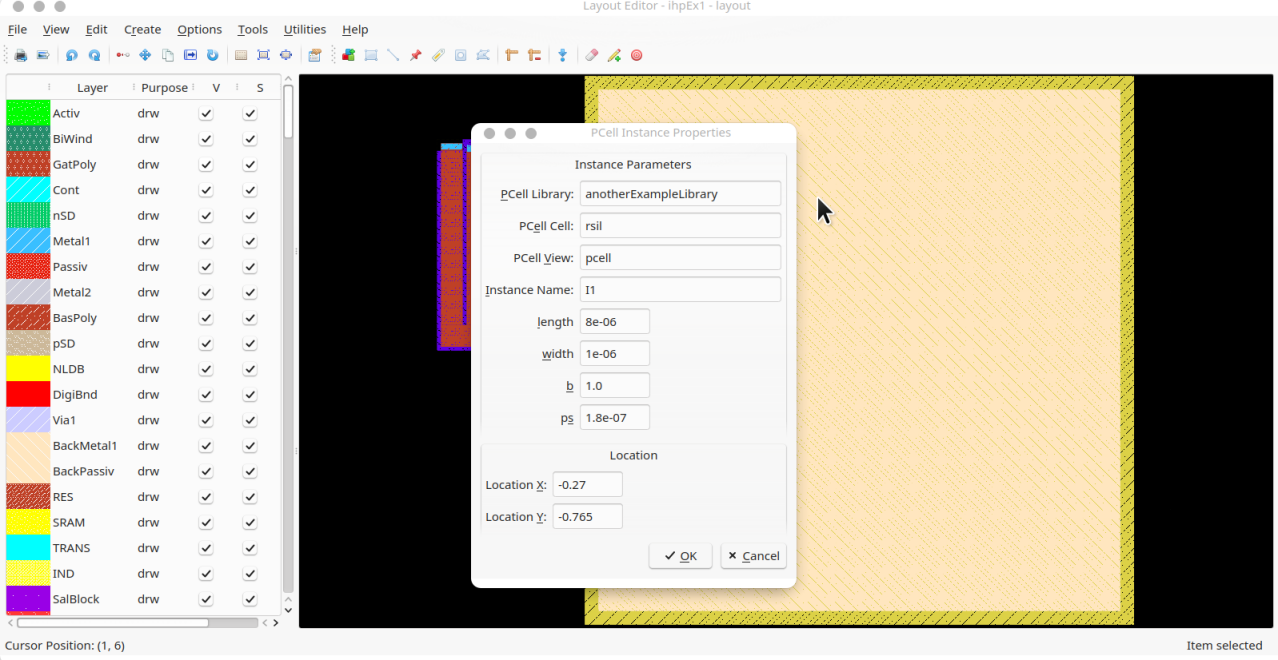 Layout Editor - ihpEx1 - layout
File View Edit Create Options Tools Utilities Help
Layer Purpose V S
Activ drw
BiWind drw
GatPoly drw
Cont drw
nSD drw
Metal1 drw
Passiv drw
Metal2 drw
BasPoly drw
pSD drw
NLDB drw
DigiBnd drw
Via1 drw
BackMetal1 drw
BackPassiv drw
RES drw
SRAM drw
TRANS drw
IND drw
SalBlock drw
PCell Instance Properties
Instance Parameters
PCell Library: anotherExampleLibrary
PCell Cell: rsil
PCell View: pcell
Instance Name: I1
length 8e-06
width 1e-06
b 1.0
ps 1.8e-07
Location
Location X: -0.27
Location Y: -0.765
OK Cancel
Cursor Position: (1, 6) Item selected